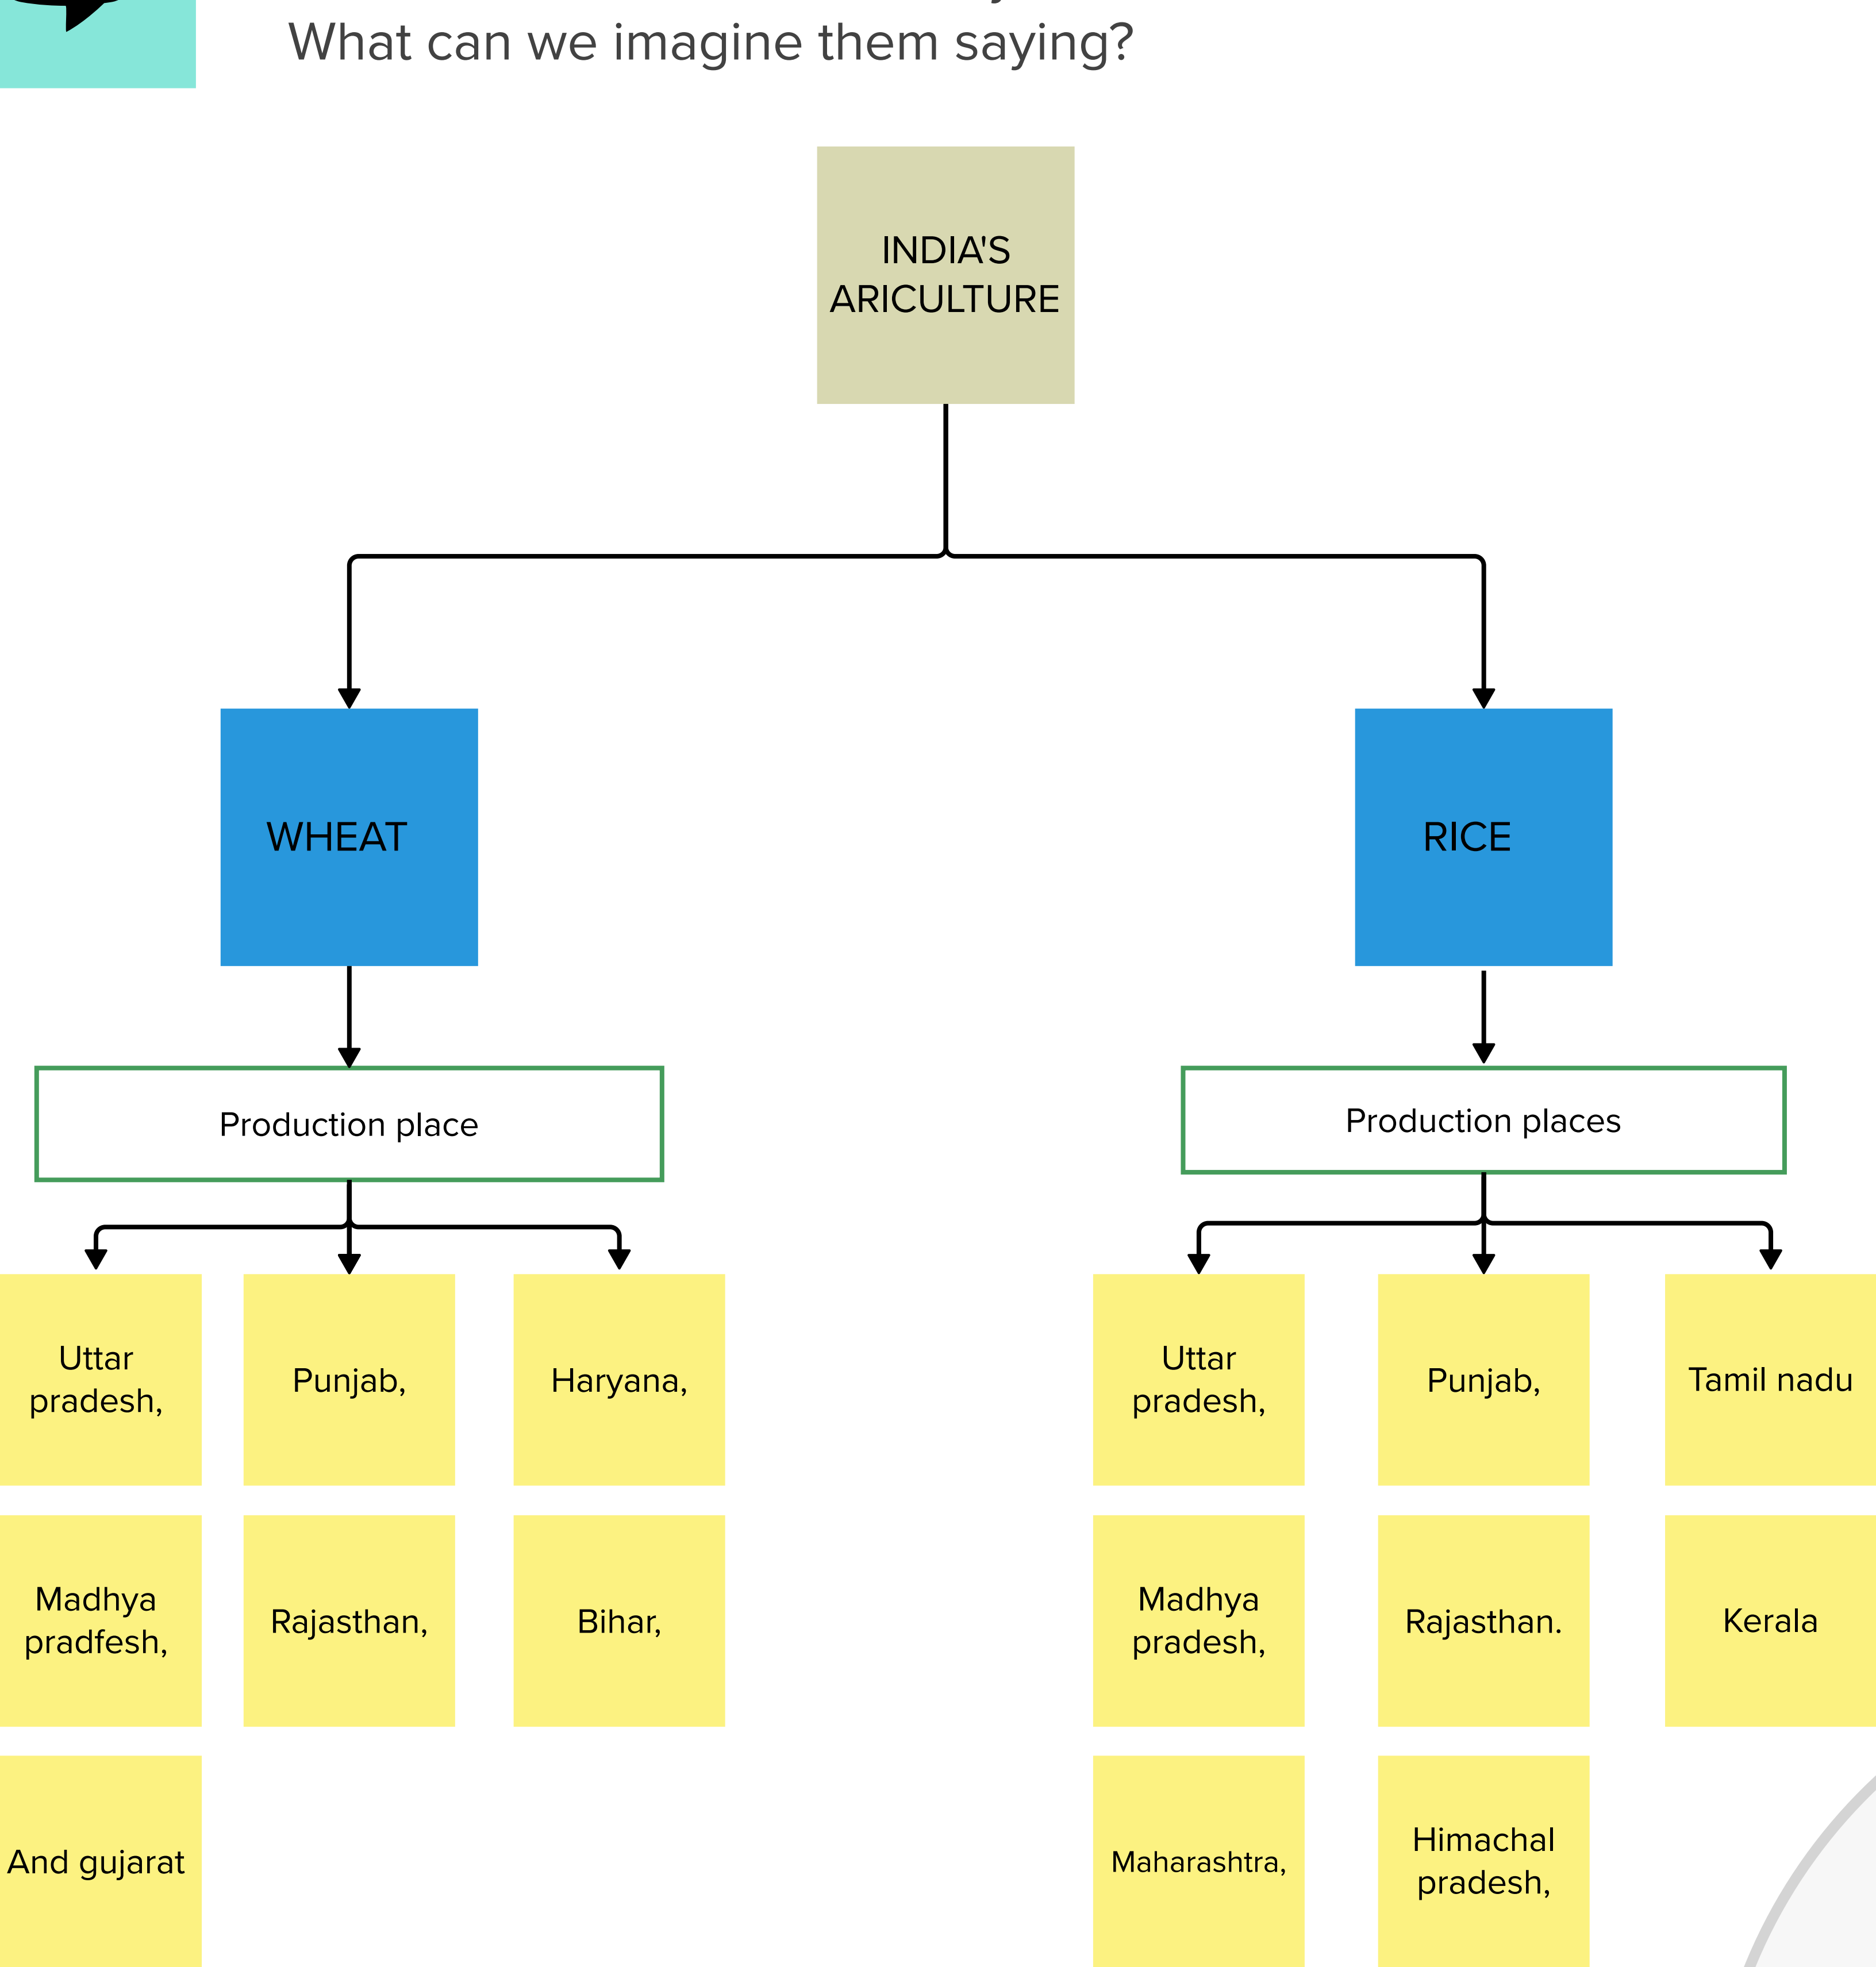 What can we imagine them saying?
INDIA'S
ARICULTURE
WHEAT
RICE
Production place
Production places
Uttar
pradesh,
Punjab,
Haryana,
Uttar
pradesh,
Punjab,
Tamil nadu
Madhya
pradfesh,
Rajasthan,
Bihar,
Madhya
pradesh,
Rajasthan.
Kerala
And gujarat
Maharashtra,
Himachal
pradesh,